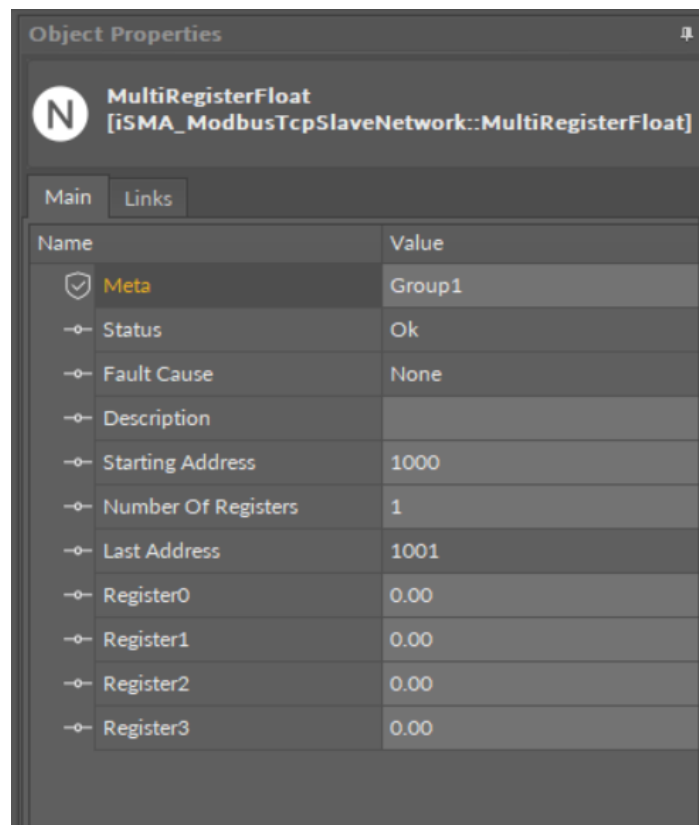 Object Properties
MultiRegisterFloat
[iSMA_ModbusTcpSlaveNetwork::MultiRegisterFloat]
Main Links
Name Value
Meta Group1
Status Ok
Fault Cause None
Description
Starting Address 1000
Number Of Registers 1
Last Address 1001
Register0 0.00
Register1 0.00
Register2 0.00
Register3 0.00